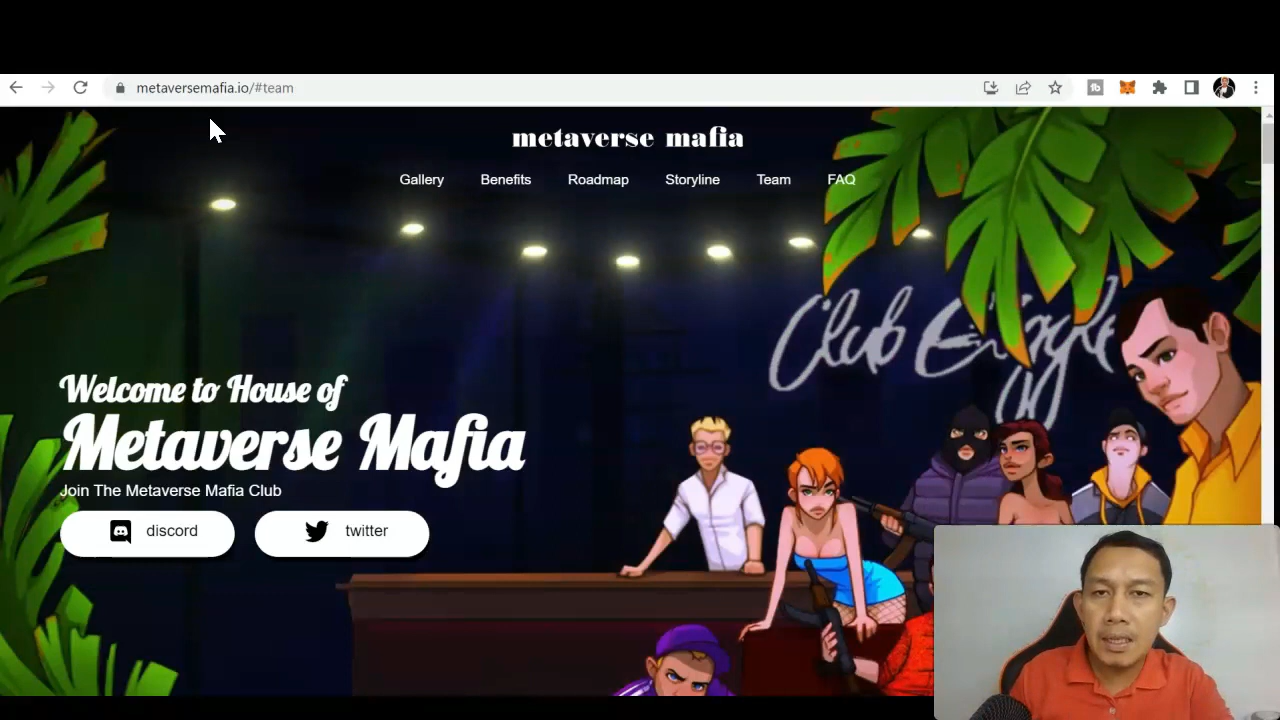 metaversemafia.io/#team
metaverse mafia
Gallery Benefits Roadmap Storyline Team FAQ
Club
Welcome to House of
Metaverse Mafia
Join The Metaverse Mafia Club
discord twitter